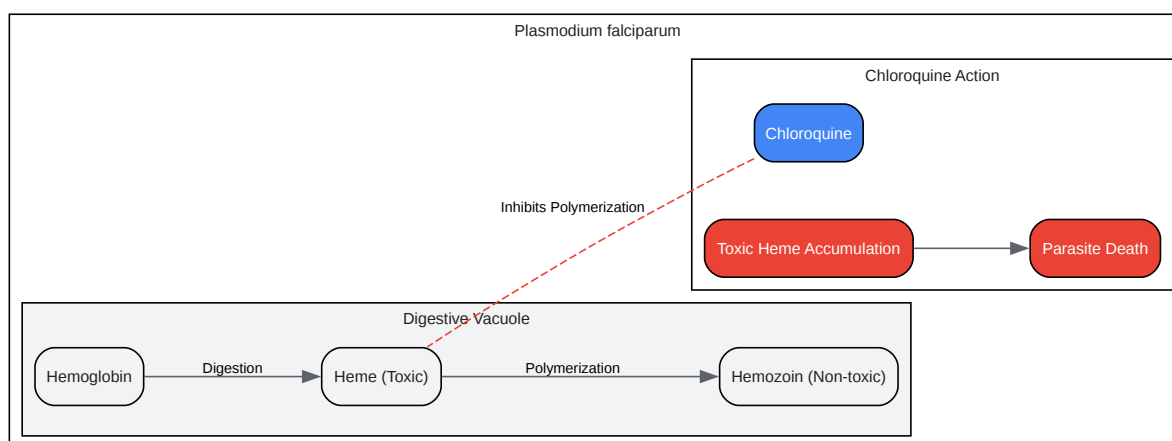 Plasmodium falciparum
Chloroquine Action
Chloroquine
Inhibits Polymerization
Toxic Heme Accumulation
Parasite Death
Digestive Vacuole
Hemoglobin
Digestion
Heme (Toxic)
Polymerization
Hemozoin (Non-toxic)